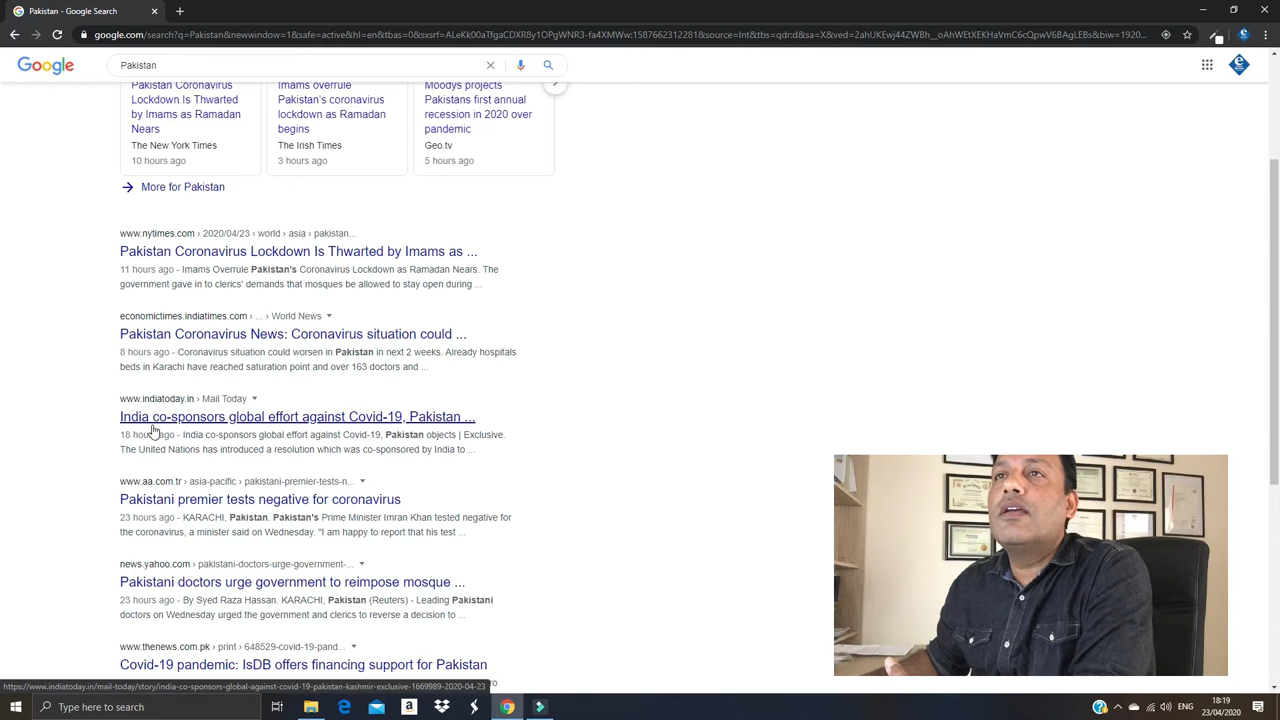 Pakistan - Google Search
google.com/search?q=Pakistan&newwindow=1&safe=active&hl=en&tbs=qdr:d&sxsrf=
Google
Pakistan
Pakistan Coronavirus
Lockdown Is Thwarted
by Imams as Ramadan
Nears
The New York Times
10 hours ago
Imams overrule
Pakistan's coronavirus
lockdown as Ramadan
begins
The Irish Times
3 hours ago
Moodys projects
Pakistans first annual
recession in 2020 over
pandemic
Geo.tv
5 hours ago
More for Pakistan
www.nytimes.com › 2020/04/23 › world › asia › pakistan...
Pakistan Coronavirus Lockdown Is Thwarted by Imams as ...
11 hours ago - Imams Overrule Pakistan's Coronavirus Lockdown as Ramadan Nears. The
government gave in to clerics' demands that mosques be allowed to stay open during ...
economictimes.indiatimes.com › ... › World News
Pakistan Coronavirus News: Coronavirus situation could ...
8 hours ago - Coronavirus situation could worsen in Pakistan in next 2 weeks. Already hospitals
beds in Karachi have reached saturation point and over 163 doctors and ...
www.indiatoday.in › Mail Today
India co-sponsors global effort against Covid-19, Pakistan ...
18 hours ago - India co-sponsors global effort against Covid-19, Pakistan objects | Exclusive.
The United Nations has introduced a resolution which was co-sponsored by India to ...
www.aa.com.tr › asia-pacific › pakistani-premier-tests-n...
Pakistani premier tests negative for coronavirus
23 hours ago - KARACHI, Pakistan. Pakistan's Prime Minister Imran Khan tested negative for
the coronavirus, a minister said on Wednesday. "I am happy to report that his test ...
news.yahoo.com › pakistani-doctors-urge-government-...
Pakistani doctors urge government to reimpose mosque ...
23 hours ago - By Syed Raza Hassan. KARACHI, Pakistan (Reuters) - Leading Pakistani
doctors on Wednesday urged the government and clerics to reverse a decision to ...
www.thenews.com.pk › print › 648529-covid-19-pand...
Covid-19 pandemic: IsDB offers financing support for Pakistan
https://www.indiatoday.in/mail-today/story/india-co-sponsors-global-against-covid-19-pakistan-kashmir-exclusive-1669989-2020-04-23
Type here to search
18:19
23/04/2020